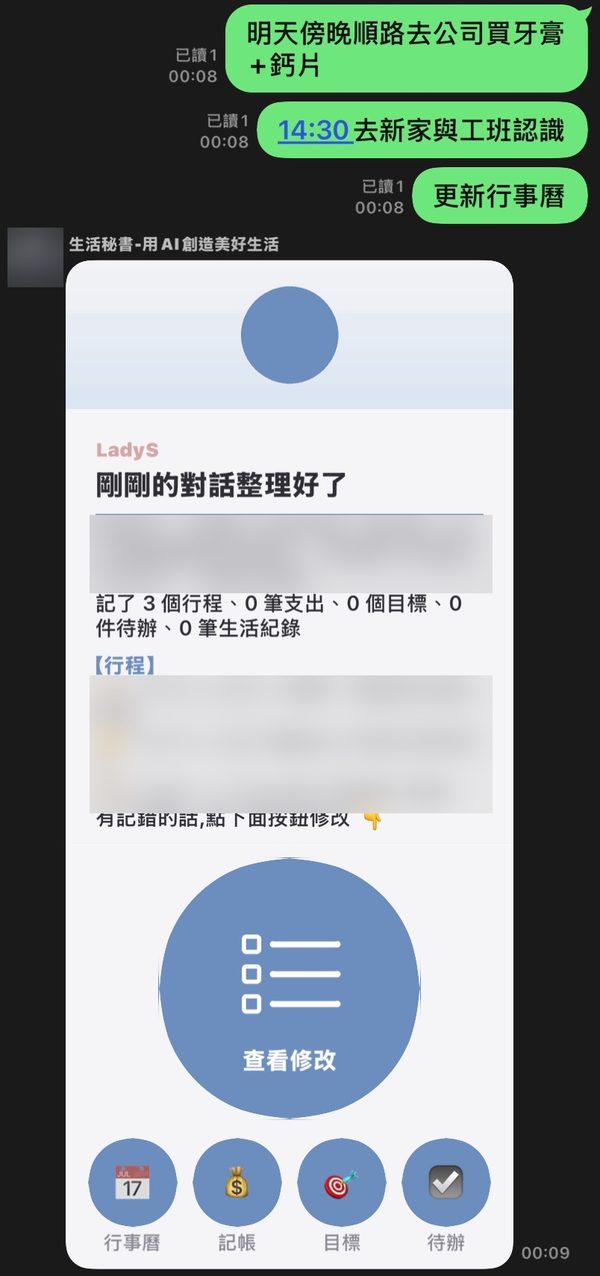 明天傍晚順路去公司買牙膏
+鈣片
已讀1
00:08
14:30去新家與工班認識
已讀1
00:08
更新行事曆
已讀1
00:08
生活秘書-用AI創造美好生活
LadyS
剛剛的對話整理好了
記了 3 個行程、0 筆支出、0 個目標、0
件待辦、0 筆生活紀錄
【行程】
有記錯的話,點下面按鈕修改 👇
查看修改
JUL
17
行事曆
記帳
目標
待辦
00:09